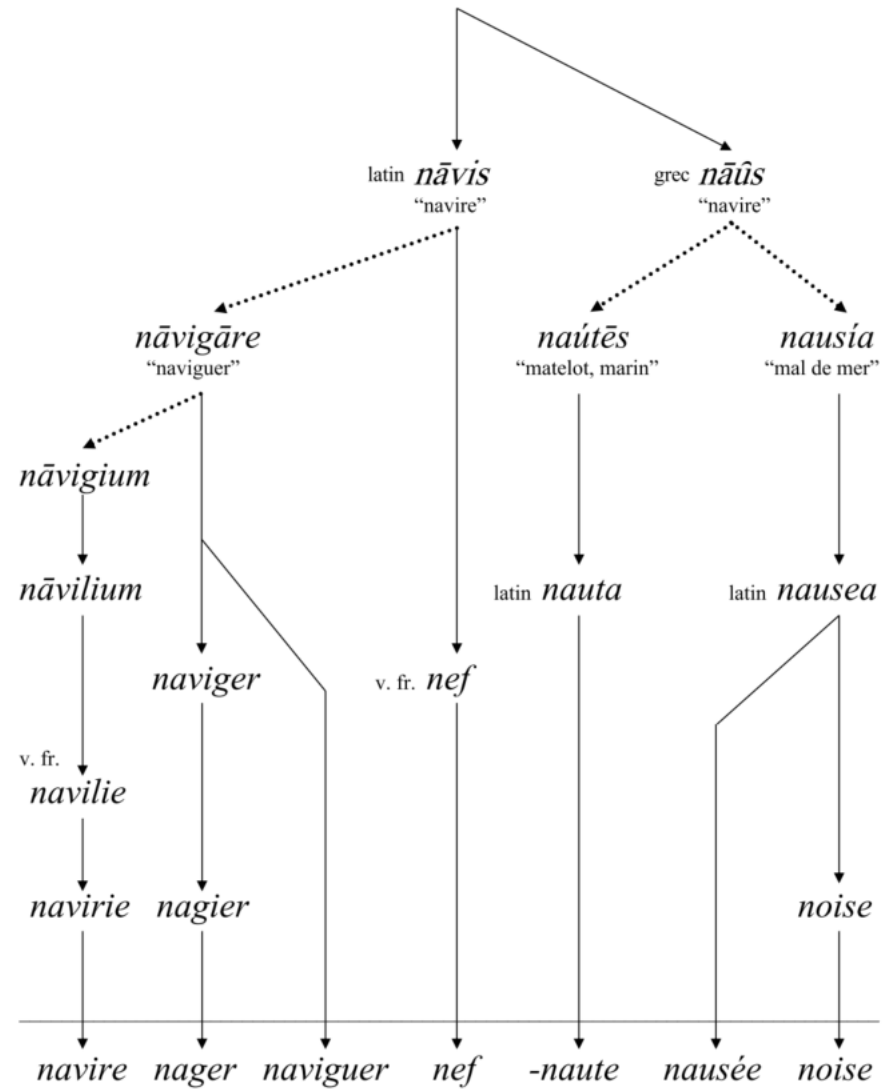 latin nāvis
grec nāûs
“navire”
“navire”
nāvigāre
naútēs
nausía
“naviguer”
“matelot, marin”
“mal de mer”
nāvigium
nāvilium
latin nauta
latin nausea
naviger
v. fr. nef
v. fr.
navilie
navirie
nagier
noise
navire
nager
naviguer
nef
-naute
nausée
noise